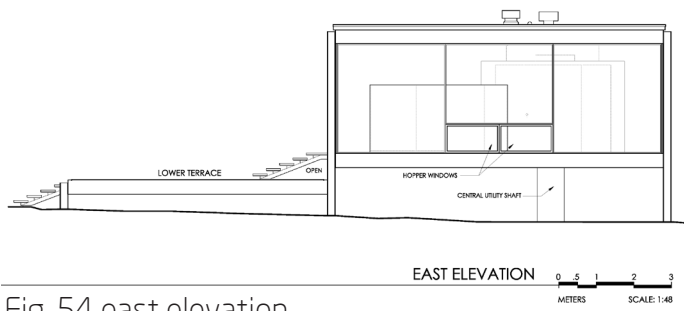 LOWER TERRACE
OPEN
HOPPER WINDOWS
CENTRAL UTILITY SHAFT
EAST ELEVATION
0 .5 1 2 3
METERS SCALE: 1:48
Fig. 54 east elevation